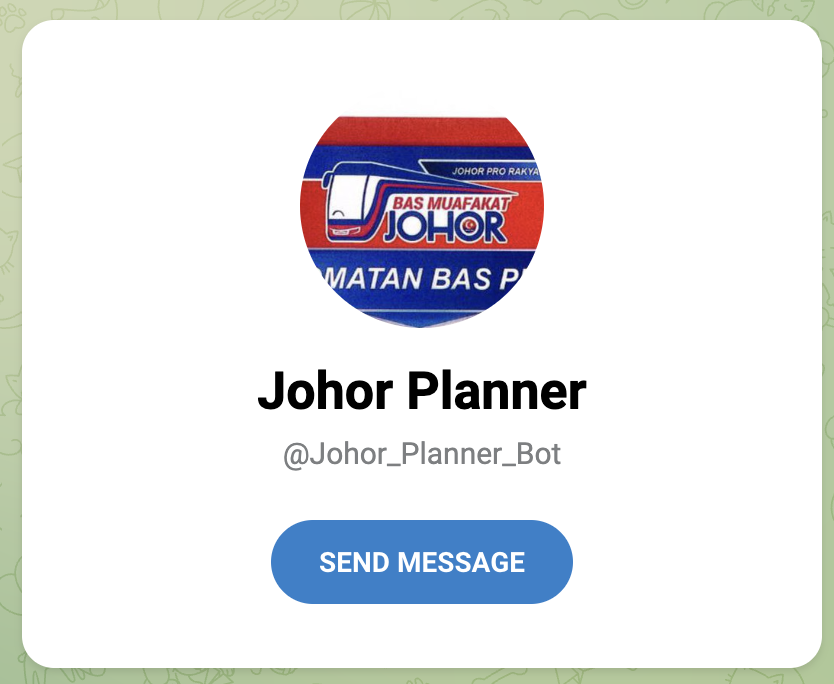 JOHOR PRO RAKYA
BAS MUAFAKAT
JOHOR
MATAN BAS P
Johor Planner
@Johor_Planner_Bot
SEND MESSAGE